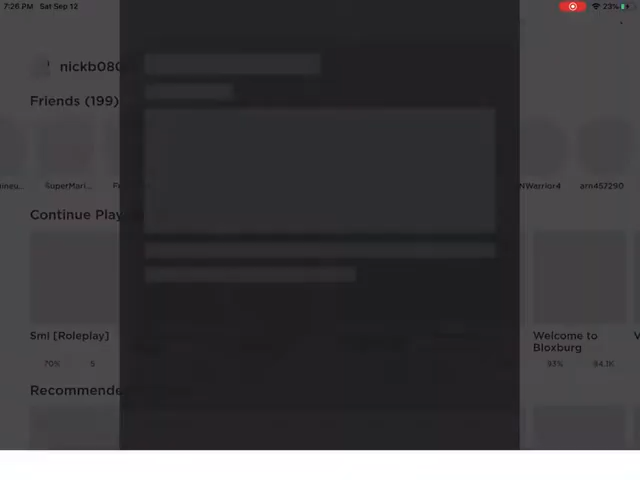 7:26 PM Sat Sep 12
23%
nickb080
Friends (199)
SuperMari...
NWarrior4
arn457290
Continue Play
Sml [Roleplay]
70%
Welcome to
Bloxburg
93% 94.1K
Recommende